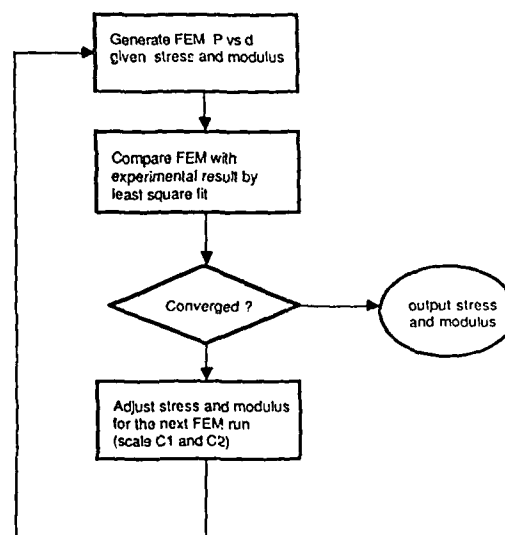 Generate FEM P vs d
given stress and modulus
Compare FEM with
experimental result by
least square fit
Converged ?
output stress
and modulus
Adjust stress and modulus
for the next FEM run
(scale C1 and C2)